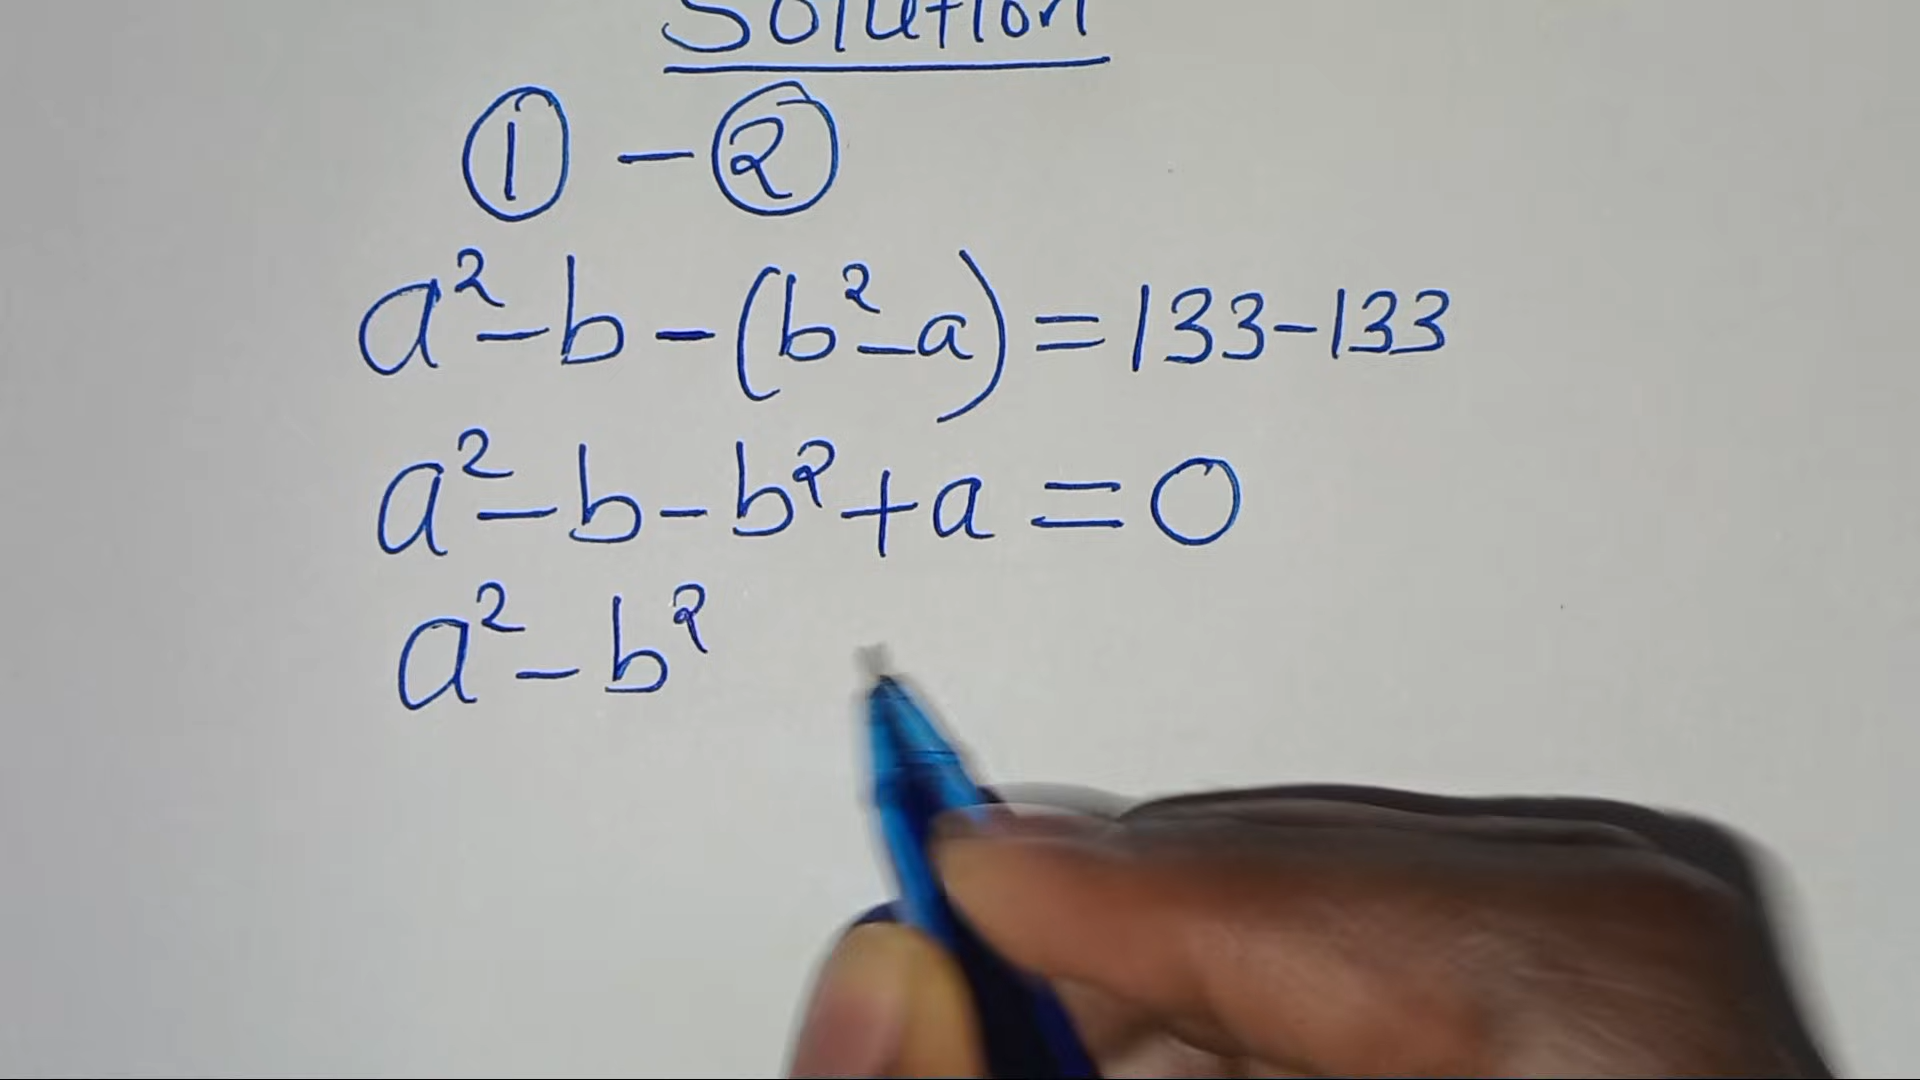 Solution
① - ②
a² - b - (b² - a) = 133 - 133
a² - b - b² + a = 0
a² - b²